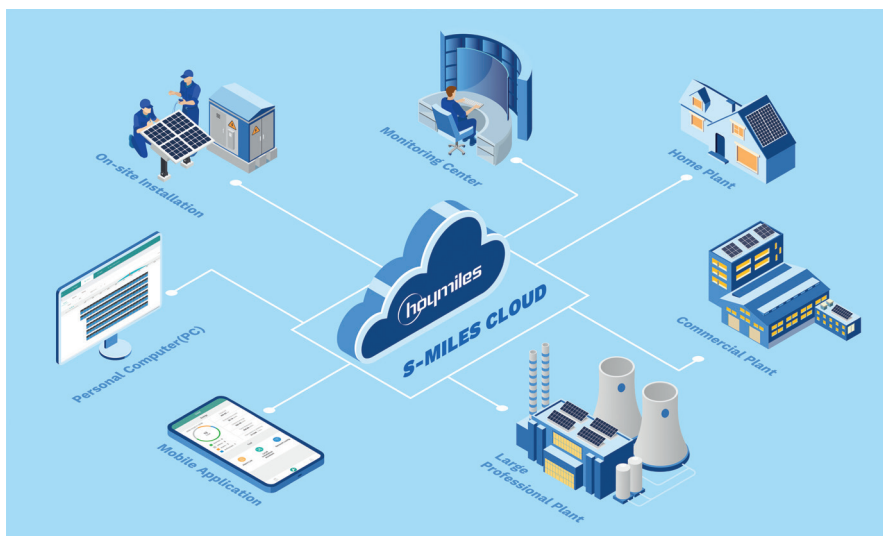 Monitoring Center
On-site Installation
Home Plant
hoymiles
S-MILES CLOUD
Personal Computer(PC)
Commercial Plant
Mobile Application
Large
Professional Plant